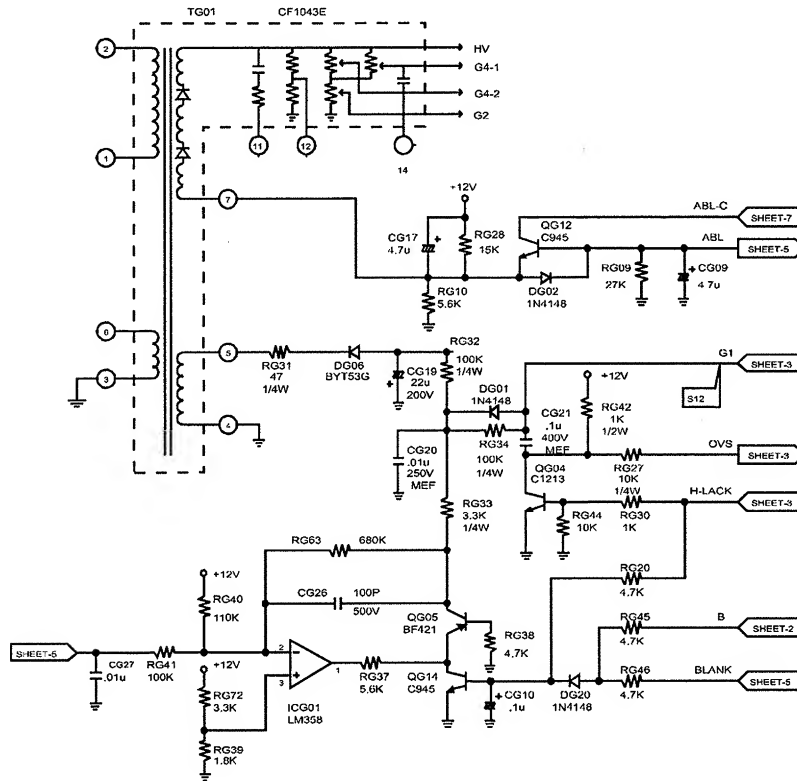 TG01 CF1043E
2
1
7
6
3
5
4
HV
G4-1
G4-2
G2
11
12
14
+12V
CG17
4.7u
RG28
15K
QG12
C945
ABL-C
SHEET-7
ABL
SHEET-5
RG10
5.6K
DG02
1N4148
RG09
27K
CG09
4.7u
RG31
47
1/4W
DG06
BYT53G
CG19
22u
200V
RG32
100K
1/4W
DG01
1N4148
G1
SHEET-3
S12
+12V
RG42
1K
1/2W
CG21
.1u
400V
MEF
RG34
100K
1/4W
OVS
SHEET-3
RG27
10K
1/4W
CG20
.01u
250V
MEF
QG04
C1213
H-LACK
SHEET-3
RG44
10K
RG30
1K
RG33
3.3K
1/4W
RG63 680K
RG20
4.7K
+12V
RG40
110K
CG26 100P
500V
QG05
BF421
RG38
4.7K
RG45
4.7K
B
SHEET-2
SHEET-5
CG27
.01u
RG41
100K
+12V
RG72
3.3K
2
3
1
ICG01
LM358
RG37
5.6K
QG14
C945
CG10
.1u
DG20
1N4148
RG46
4.7K
BLANK
SHEET-5
RG39
1.8K